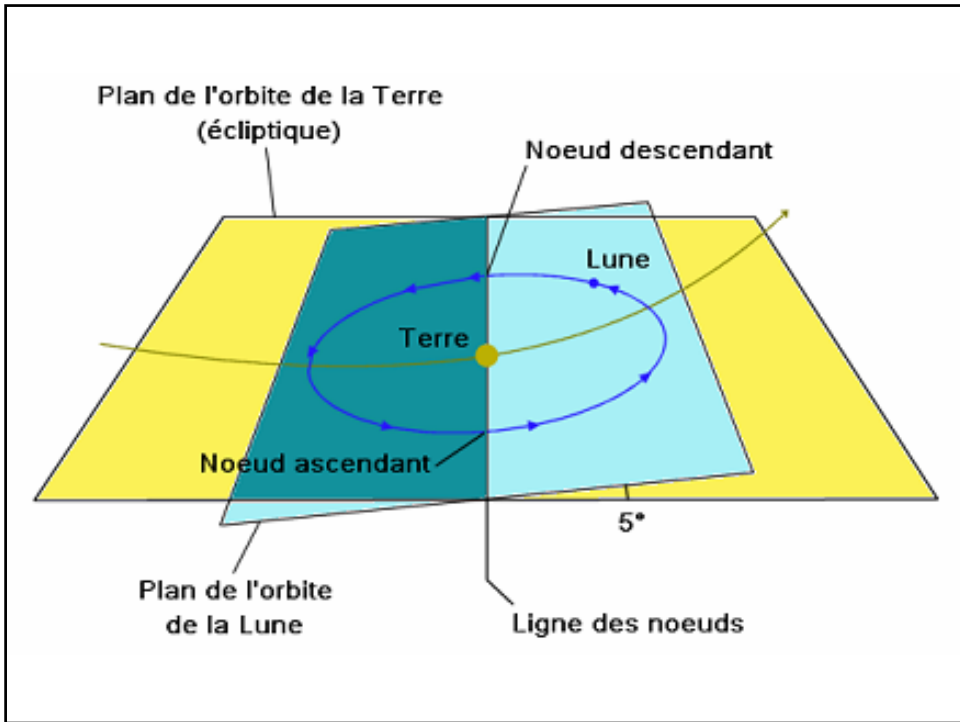 Plan de l'orbite de la Terre
(écliptique)
Noeud descendant
Lune
Terre
Noeud ascendant
5°
Plan de l'orbite
de la Lune
Ligne des noeuds